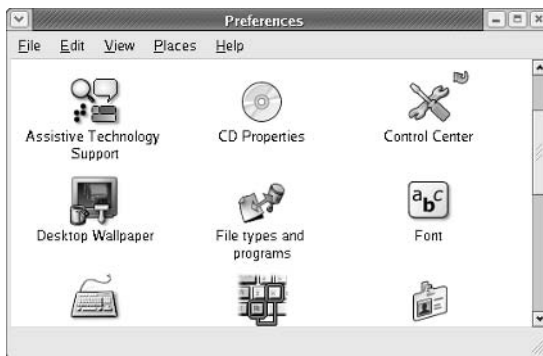 Preferences
File Edit View Places Help
Assistive Technology
Support
CD Properties
Control Center
Desktop Wallpaper
File types and
programs
Font
abc